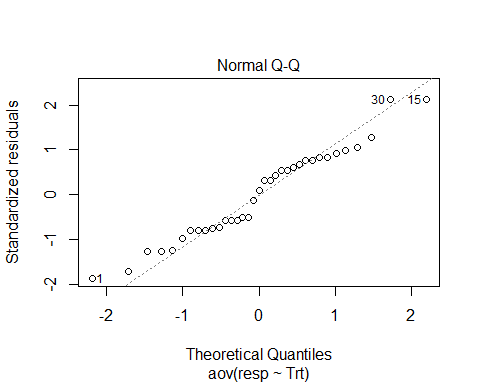 Normal Q-Q
Standardized residuals
2
1
0
-1
-2
30
15
1
-2 -1 0 1 2
Theoretical Quantiles
aov(resp ~ Trt)